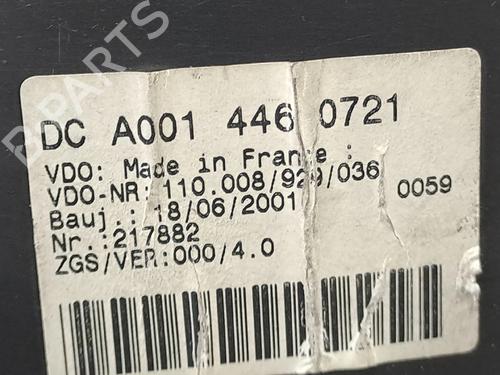 DC A001 446 0721
VDO: Made in France :
VDO-NR: 110.008/929/036
0059
Bauj.: 18/06/2001
Nr.:217882
ZGS/VER:000/4.0
B-PARTS